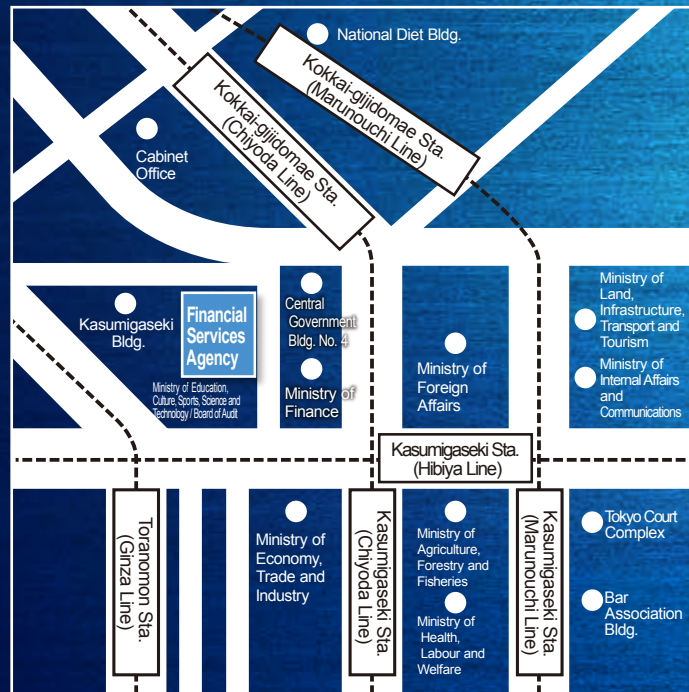 National Diet Bldg.
Kokkai-gijidomae Sta.
(Marunouchi Line)
Kokkai-gijidomae Sta.
(Chiyoda Line)
Cabinet
Office
Kasumigaseki
Bldg.
Financial
Services
Agency
Ministry of Education,
Culture, Sports, Science and
Technology / Board of Audit
Central
Government
Bldg. No. 4
Ministry of
Finance
Ministry of
Foreign
Affairs
Ministry of
Land,
Infrastructure,
Transport and
Tourism
Ministry of
Internal Affairs
and
Communications
Kasumigaseki Sta.
(Hibiya Line)
Toranomon Sta.
(Ginza Line)
Ministry of
Economy,
Trade and
Industry
Kasumigaseki Sta.
(Chiyoda Line)
Ministry of
Agriculture,
Forestry and
Fisheries
Ministry of
Health,
Labour and
Welfare
Kasumigaseki Sta.
(Marunouchi Line)
Tokyo Court
Complex
Bar
Association
Bldg.